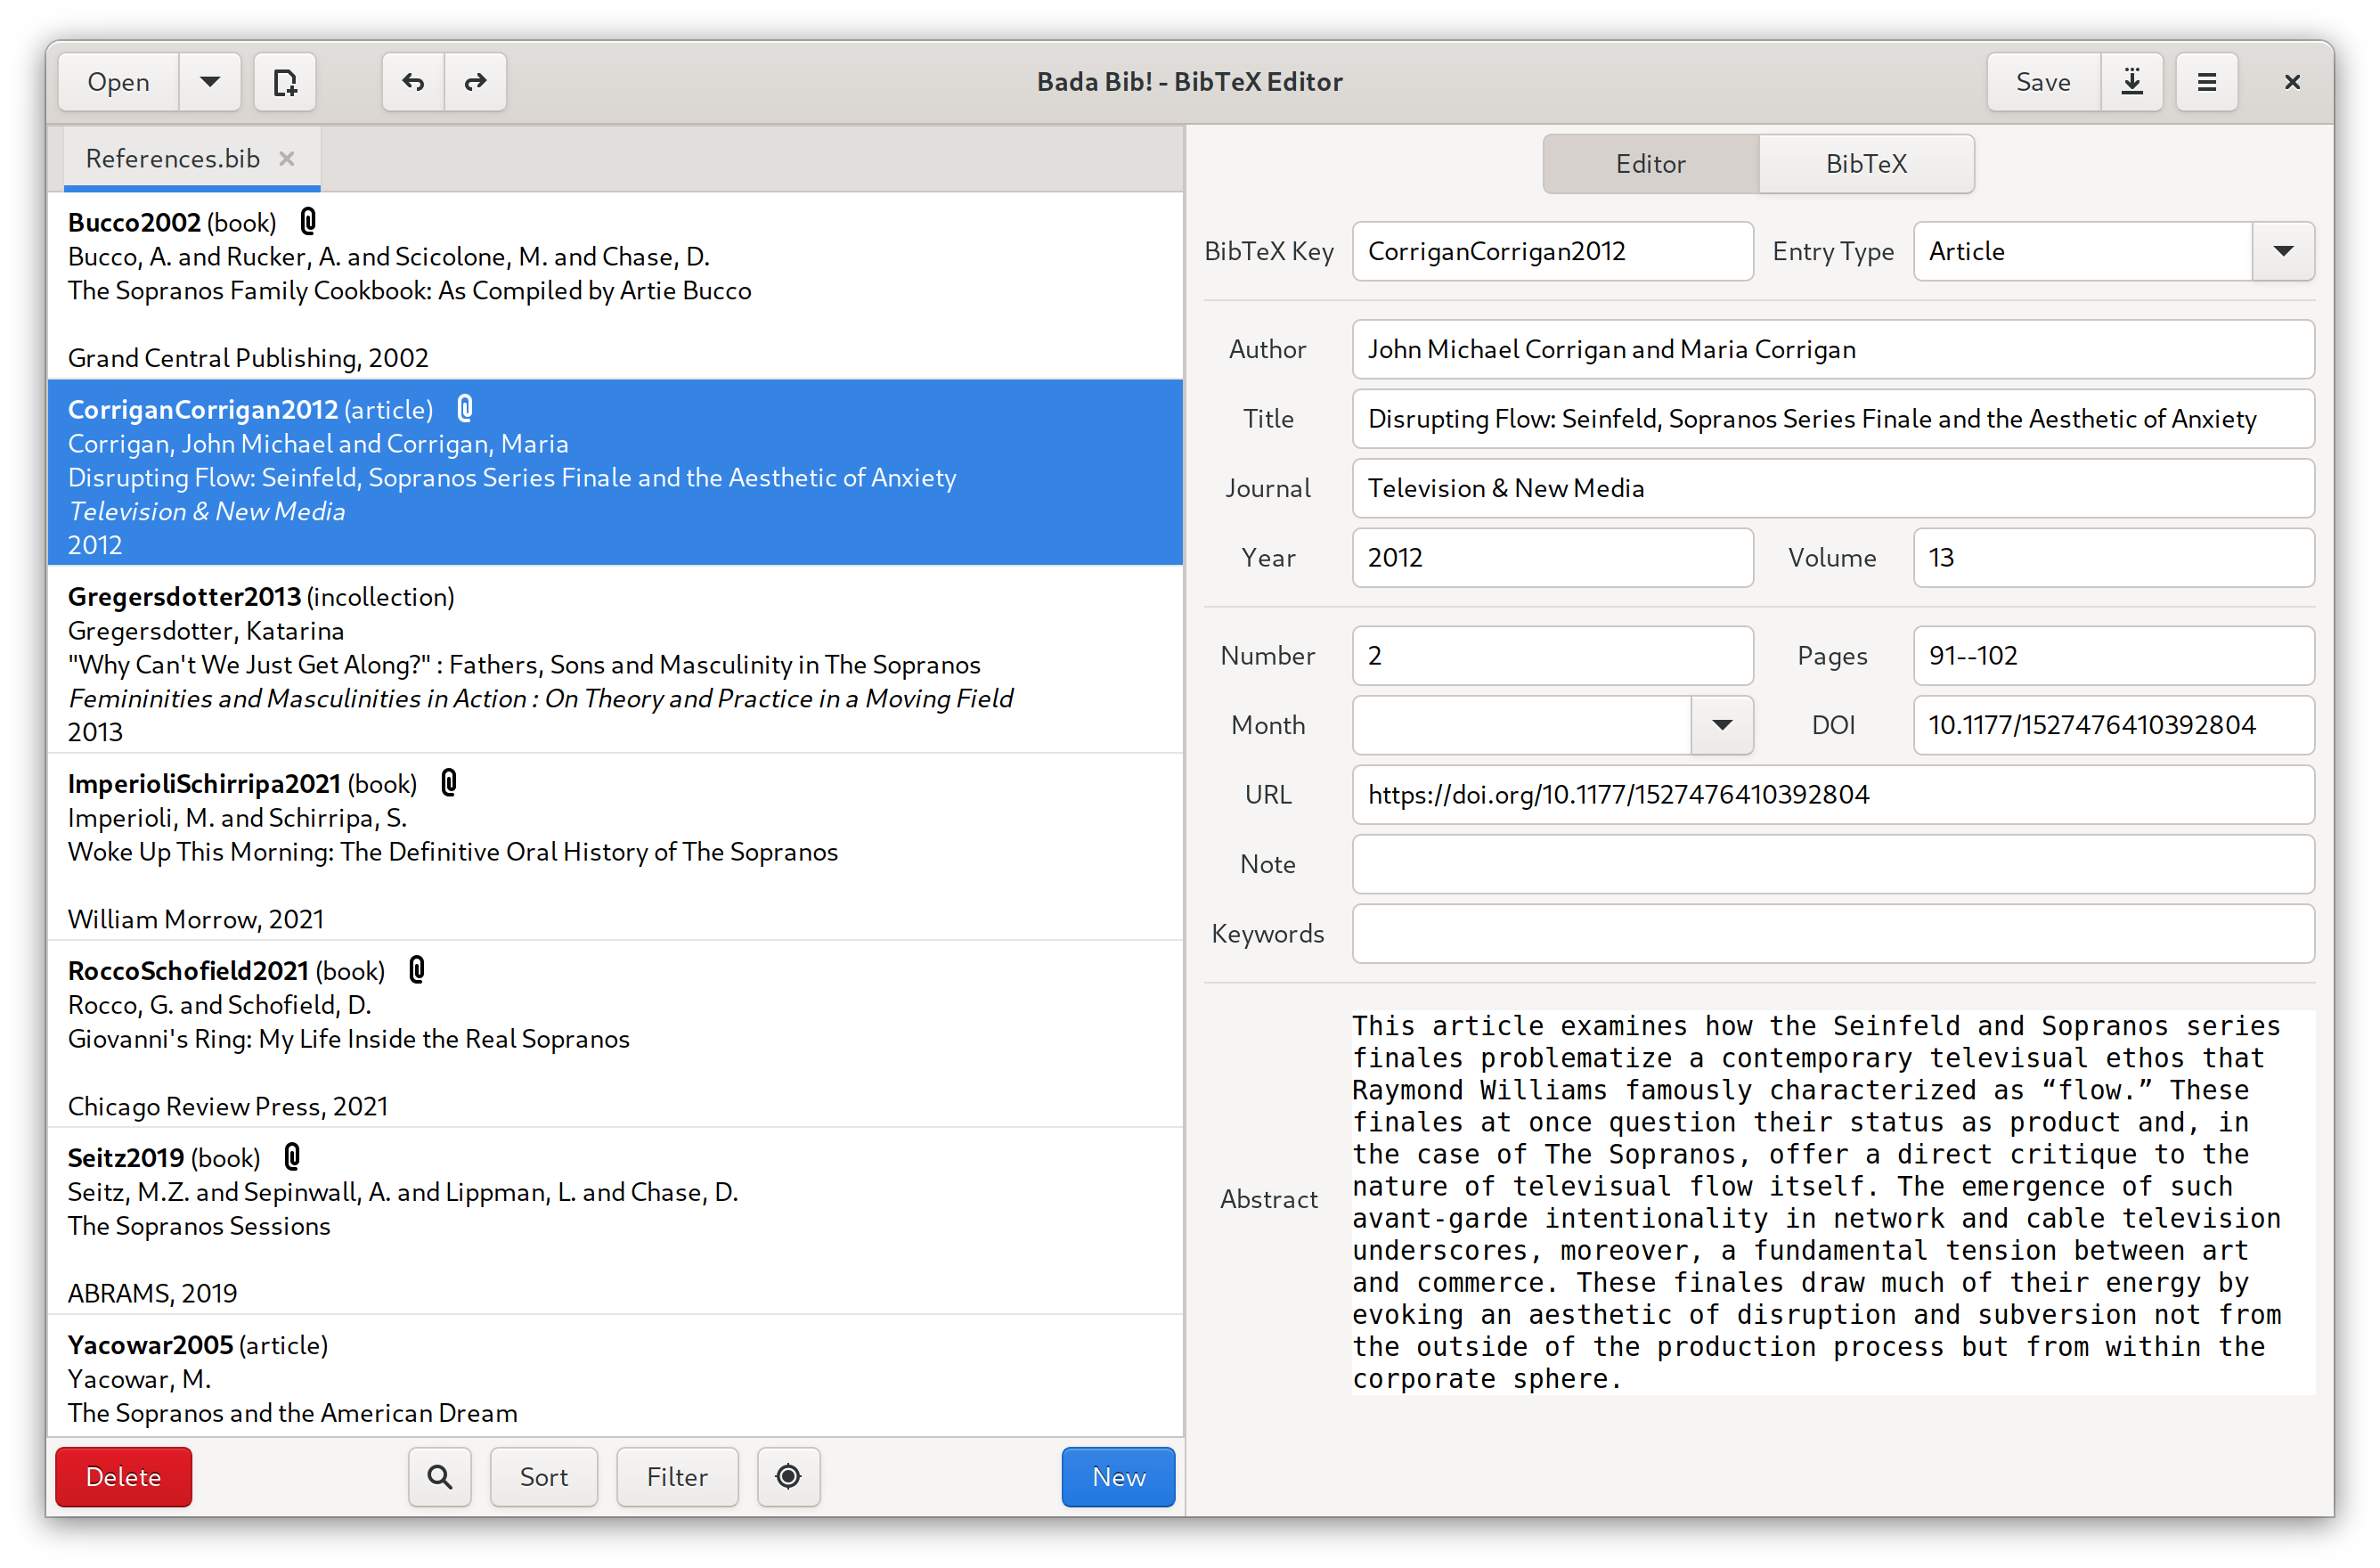 Open
Bada Bib! - BibTeX Editor
Save
References.bib
Bucco2002 (book)
Bucco, A. and Rucker, A. and Scicolone, M. and Chase, D.
The Sopranos Family Cookbook: As Compiled by Artie Bucco
Grand Central Publishing, 2002
CorriganCorrigan2012 (article)
Corrigan, John Michael and Corrigan, Maria
Disrupting Flow: Seinfeld, Sopranos Series Finale and the Aesthetic of Anxiety
Television & New Media
2012
Gregersdotter2013 (incollection)
Gregersdotter, Katarina
"Why Can't We Just Get Along?" : Fathers, Sons and Masculinity in The Sopranos
Femininities and Masculinities in Action : On Theory and Practice in a Moving Field
2013
ImperioliSchirripa2021 (book)
Imperioli, M. and Schirripa, S.
Woke Up This Morning: The Definitive Oral History of The Sopranos
William Morrow, 2021
RoccoSchofield2021 (book)
Rocco, G. and Schofield, D.
Giovanni's Ring: My Life Inside the Real Sopranos
Chicago Review Press, 2021
Seitz2019 (book)
Seitz, M.Z. and Sepinwall, A. and Lippman, L. and Chase, D.
The Sopranos Sessions
ABRAMS, 2019
Yacowar2005 (article)
Yacowar, M.
The Sopranos and the American Dream
Delete
Sort
Filter
New
Editor
BibTeX
BibTeX Key CorriganCorrigan2012 Entry Type Article
Author John Michael Corrigan and Maria Corrigan
Title Disrupting Flow: Seinfeld, Sopranos Series Finale and the Aesthetic of Anxiety
Journal Television & New Media
Year 2012 Volume 13
Number 2 Pages 91--102
Month DOI 10.1177/1527476410392804
URL https://doi.org/10.1177/1527476410392804
Note
Keywords
Abstract
This article examines how the Seinfeld and Sopranos series
finales problematize a contemporary televisual ethos that
Raymond Williams famously characterized as “flow.” These
finales at once question their status as product and, in
the case of The Sopranos, offer a direct critique to the
nature of televisual flow itself. The emergence of such
avant-garde intentionality in network and cable television
underscores, moreover, a fundamental tension between art
and commerce. These finales draw much of their energy by
evoking an aesthetic of disruption and subversion not from
the outside of the production process but from within the
corporate sphere.